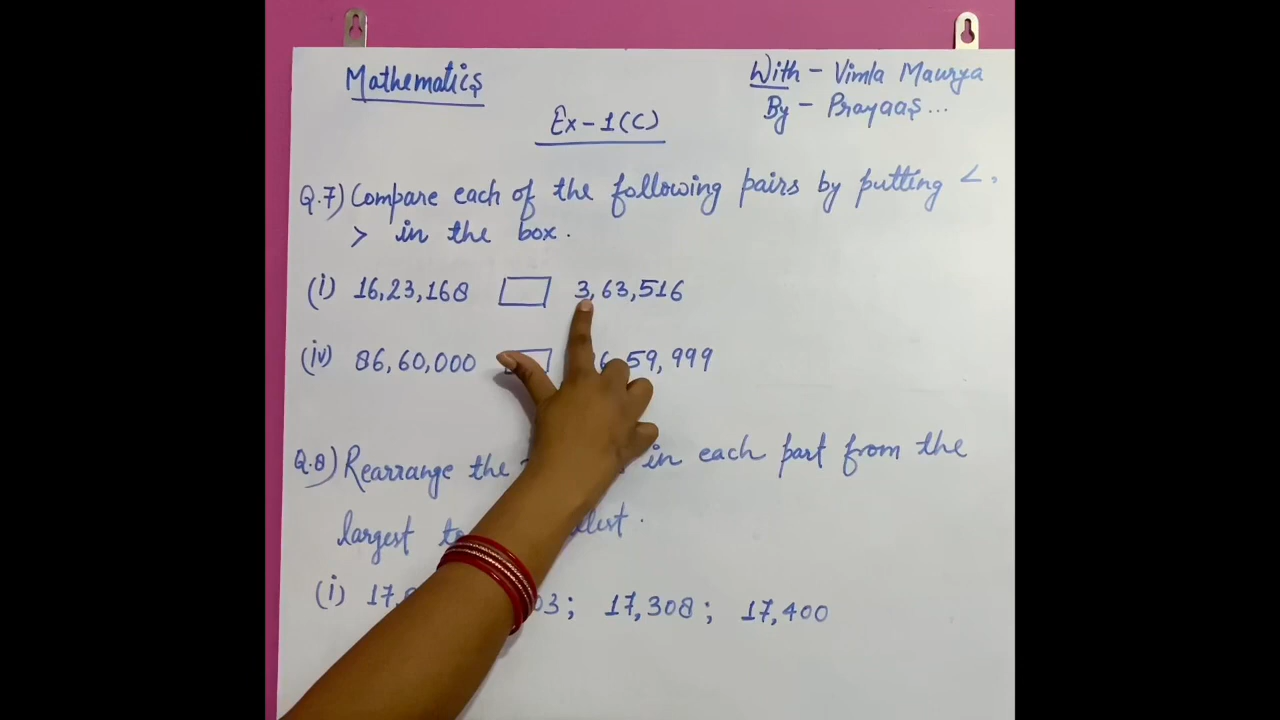 Mathematics
With - Vimla Maurya
By - Prayaas...
Ex-1(C)
Q.7) Compare each of the following pairs by putting <,
> in the box.
(i) 16,23,168 3,63,516
(iv) 86,60,000 59,999
Q.8) Rearrange the in each part from the
largest
(i) 17,308; 17,400